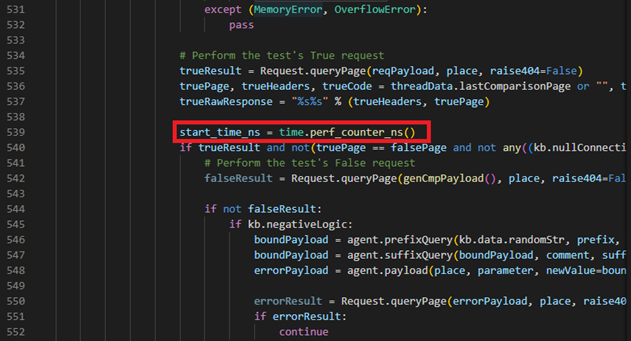 531 except (MemoryError, OverflowError):
532 pass
533
534 # Perform the test's True request
535 trueResult = Request.queryPage(reqPayload, place, raise404=False)
536 truePage, trueHeaders, trueCode = threadData.lastComparisonPage or "", t
537 trueRawResponse = "%s%s" % (trueHeaders, truePage)
538
539 start_time_ns = time.perf_counter_ns()
540 if trueResult and not(truePage == falsePage and not any((kb.nullConnecti
541 # Perform the test's False request
542 falseResult = Request.queryPage(genCmpPayload(), place, raise404=Fal
543
544 if not falseResult:
545 if kb.negativeLogic:
546 boundPayload = agent.prefixQuery(kb.data.randomStr, prefix,
547 boundPayload = agent.suffixQuery(boundPayload, comment, suff
548 errorPayload = agent.payload(place, parameter, newValue=boun
549
550 errorResult = Request.queryPage(errorPayload, place, raise40
551 if errorResult:
552 continue